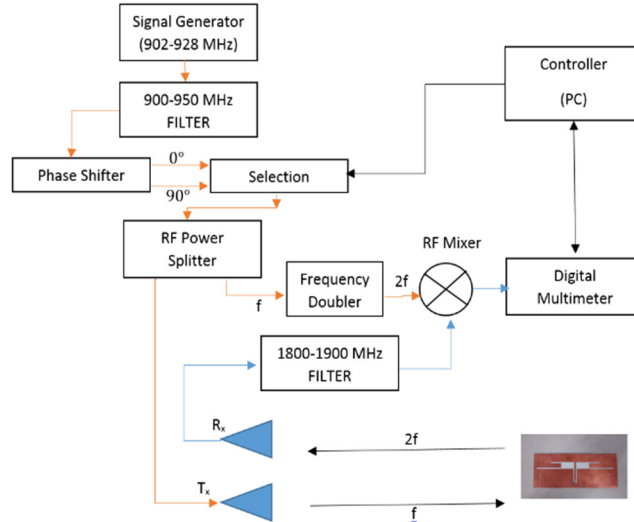 Signal Generator
(902-928 MHz)
Controller
(PC)
900-950 MHz
FILTER
0°
Phase Shifter
90°
Selection
RF Power
Splitter
RF Mixer
f
Frequency
Doubler
2f
Digital
Multimeter
1800-1900 MHz
FILTER
Rx
2f
Tx
f